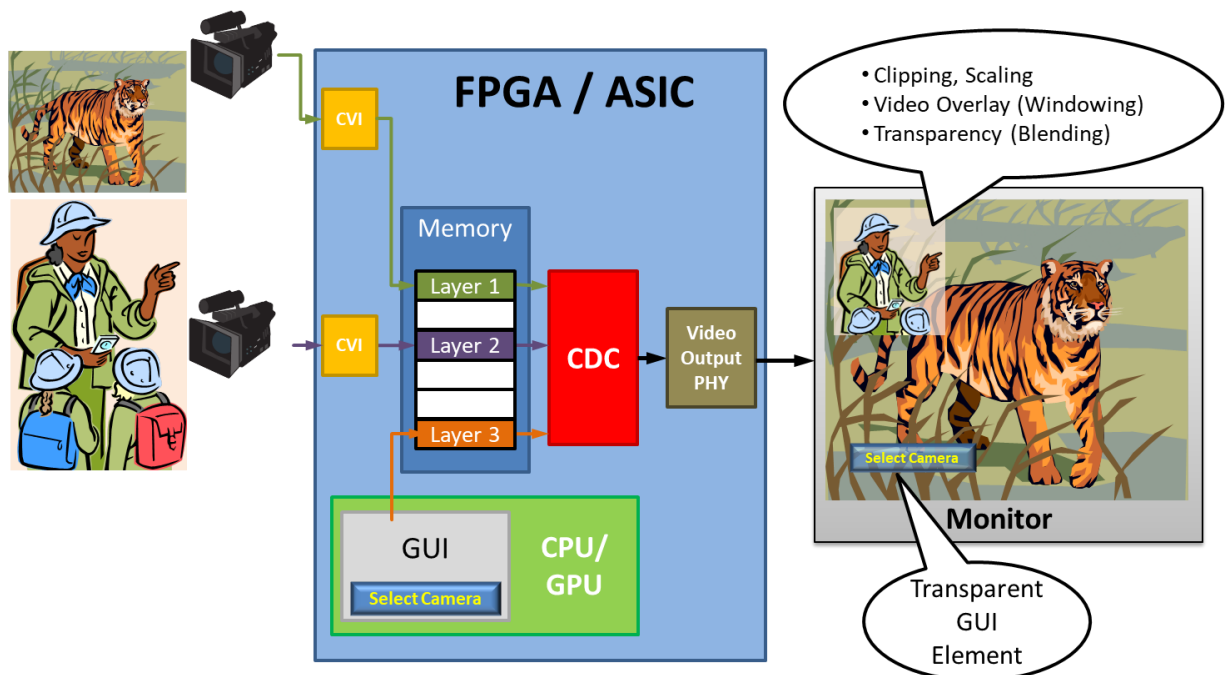 FPGA / ASIC
CVI
Memory
Layer 1
CVI
Layer 2
Layer 3
CDC
Video
Output
PHY
GUI
Select Camera
CPU/
GPU
• Clipping, Scaling
• Video Overlay (Windowing)
• Transparency (Blending)
Select Camera
Monitor
Transparent
GUI
Element